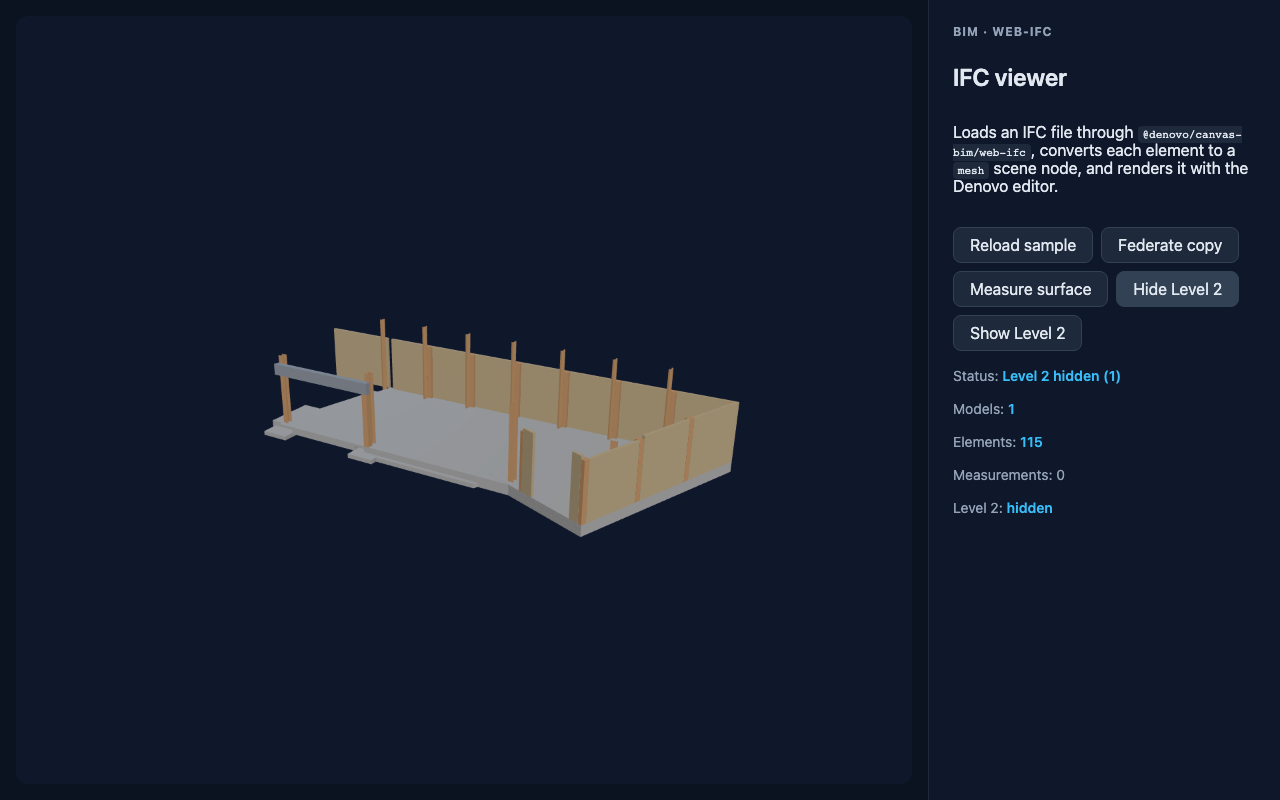 BIM · WEB-IFC
IFC viewer
Loads an IFC file through @denovo/canvas-
bim/web-ifc, converts each element to a
mesh scene node, and renders it with the
Denovo editor.
Reload sample
Federate copy
Measure surface
Hide Level 2
Show Level 2
Status: Level 2 hidden (1)
Models: 1
Elements: 115
Measurements: 0
Level 2: hidden